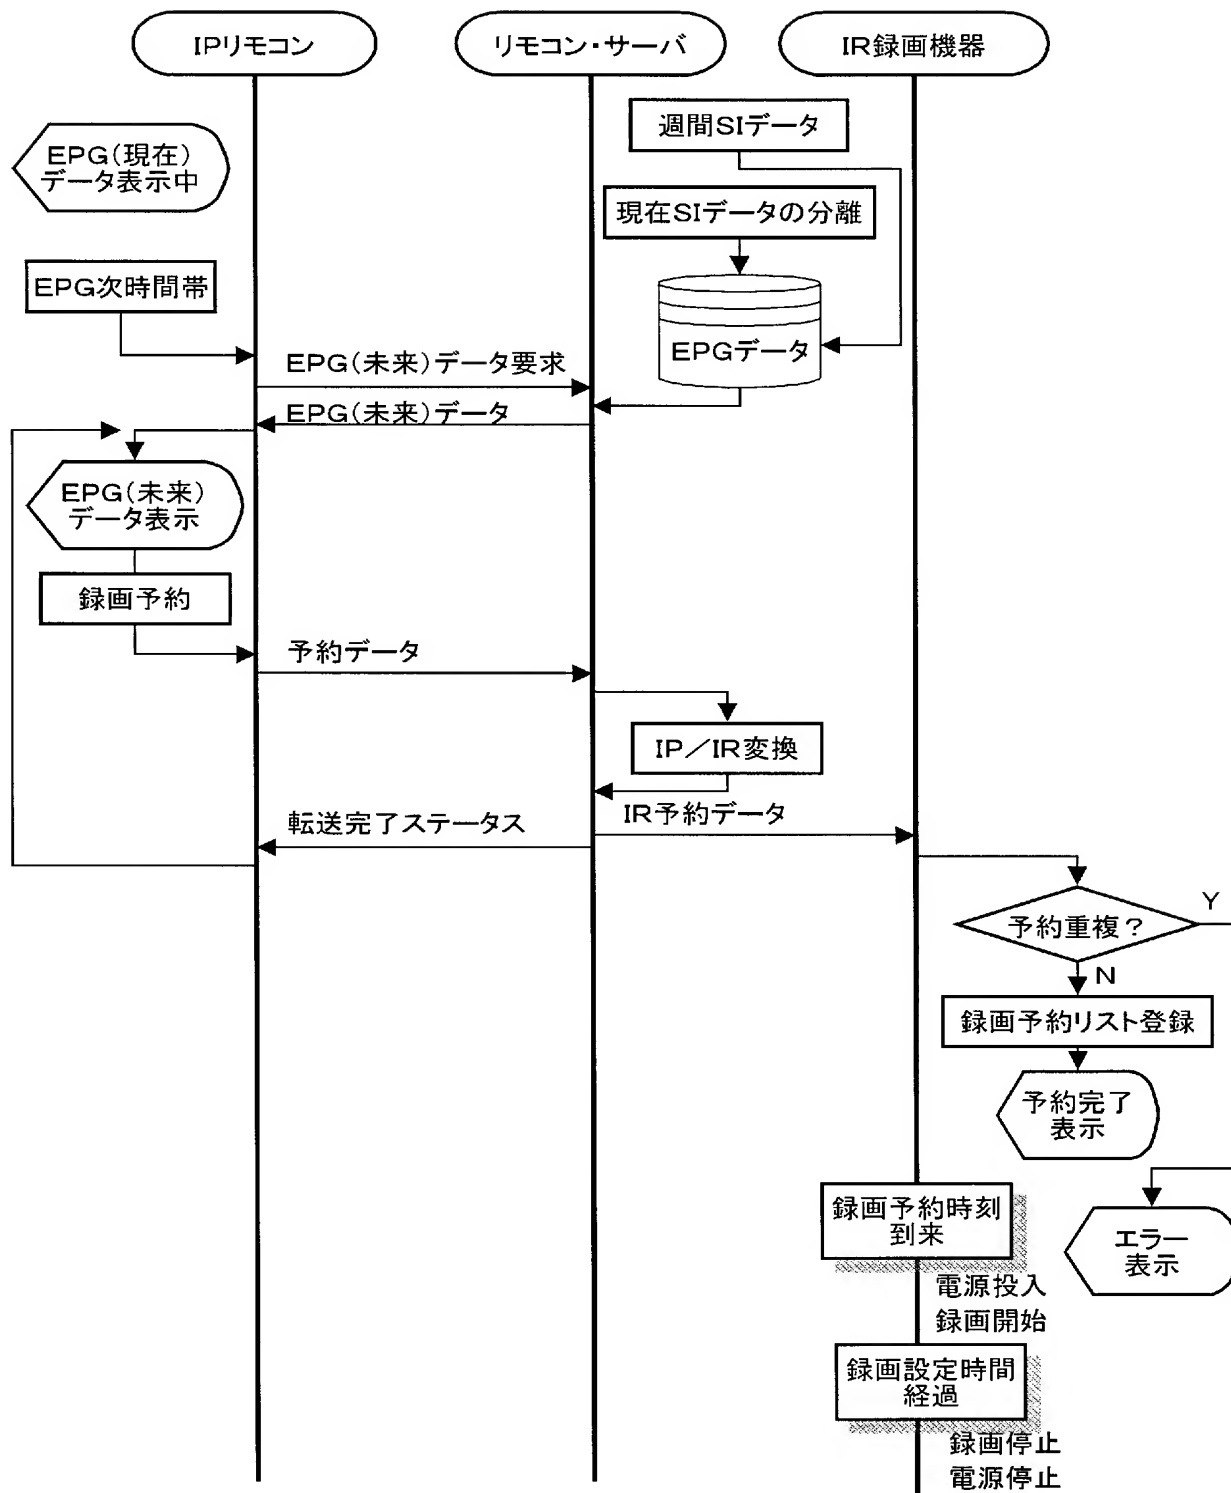 IPリモコン
リモコン・サーバ
IR録画機器
週間SIデータ
EPG(現在)
データ表示中
現在SIデータの分離
EPG次時間帯
EPGデータ
EPG(未来)データ要求
EPG(未来)データ
EPG(未来)
データ表示
録画予約
予約データ
IP／IR変換
IR予約データ
転送完了ステータス
予約重複？
Y
N
録画予約リスト登録
予約完了
表示
録画予約時刻
到来
エラー
表示
電源投入
録画開始
録画設定時間
経過
録画停止
電源停止